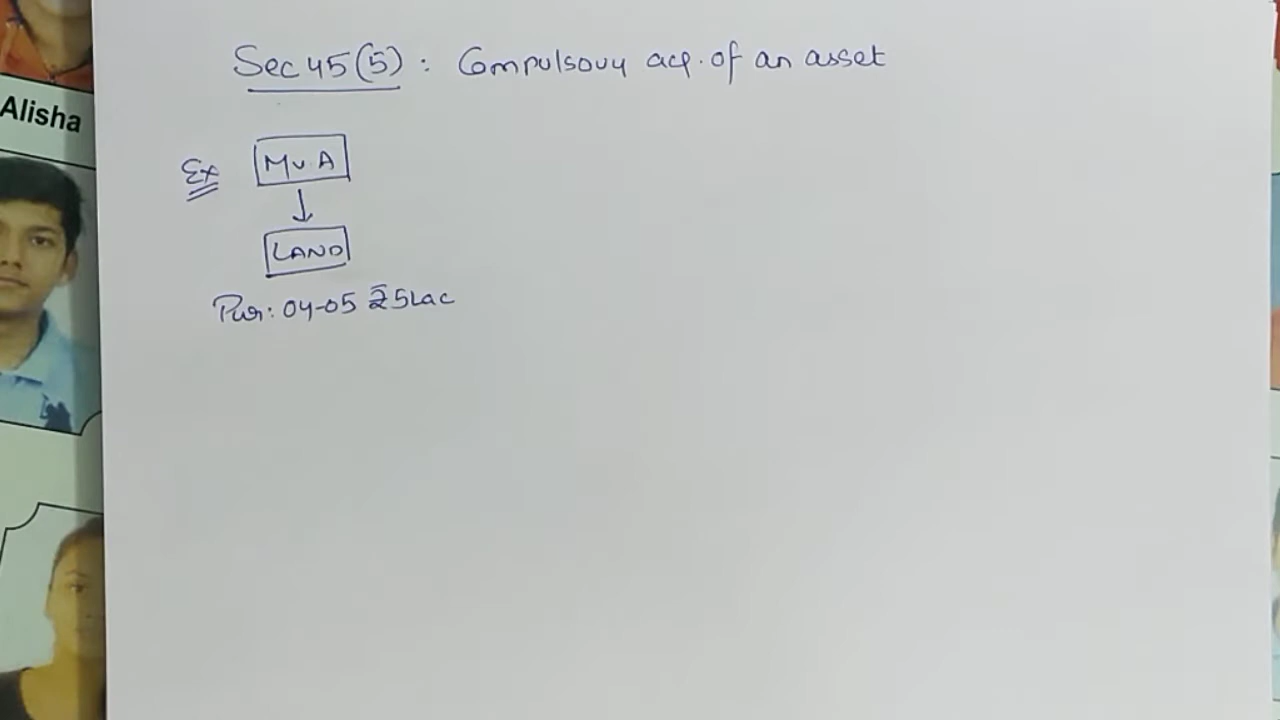 Sec 45(5) : Compulsory acq. of an asset
Alisha
Ex
Mr. A
LAND
Pur: 04-05 ₹5Lac